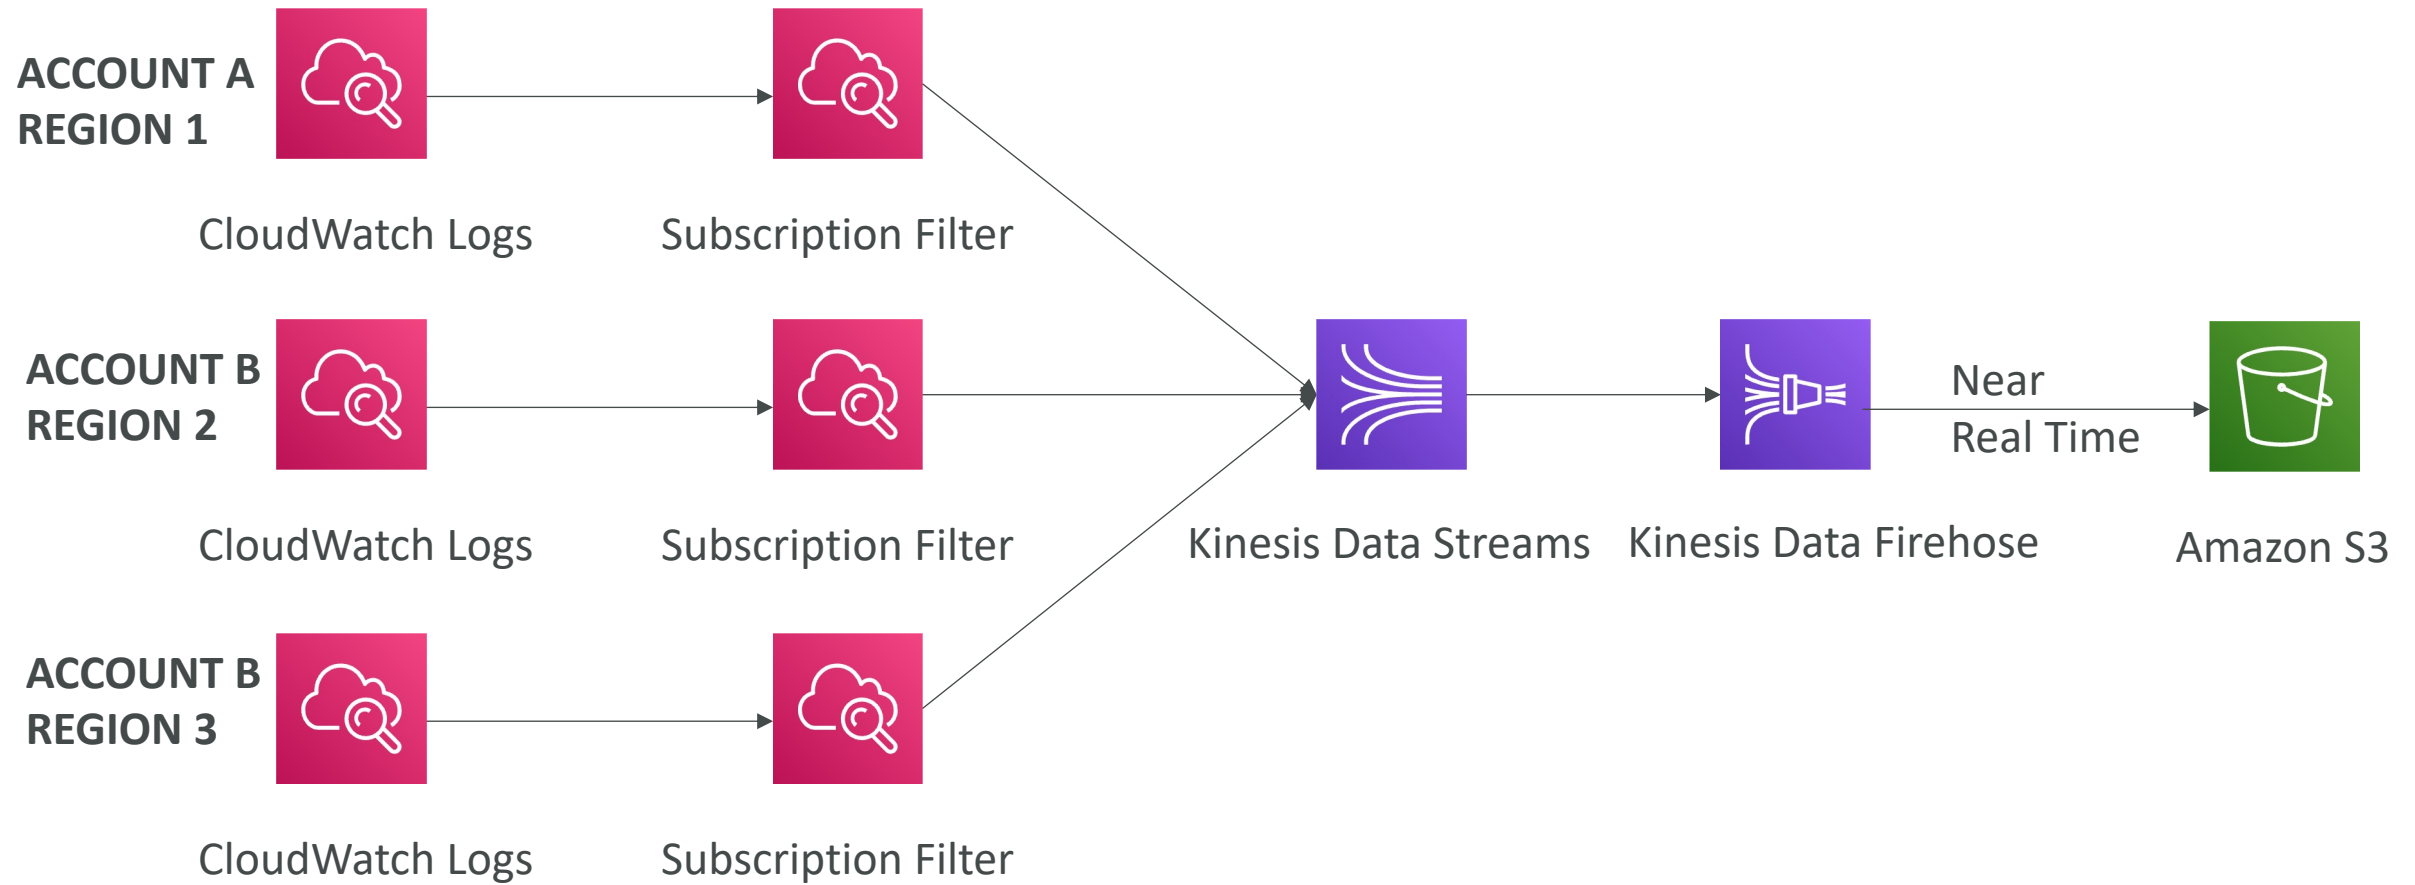 ACCOUNT A
REGION 1
CloudWatch Logs
Subscription Filter
ACCOUNT B
REGION 2
Near
Real Time
CloudWatch Logs
Subscription Filter
Kinesis Data Streams
Kinesis Data Firehose
Amazon S3
ACCOUNT B
REGION 3
CloudWatch Logs
Subscription Filter